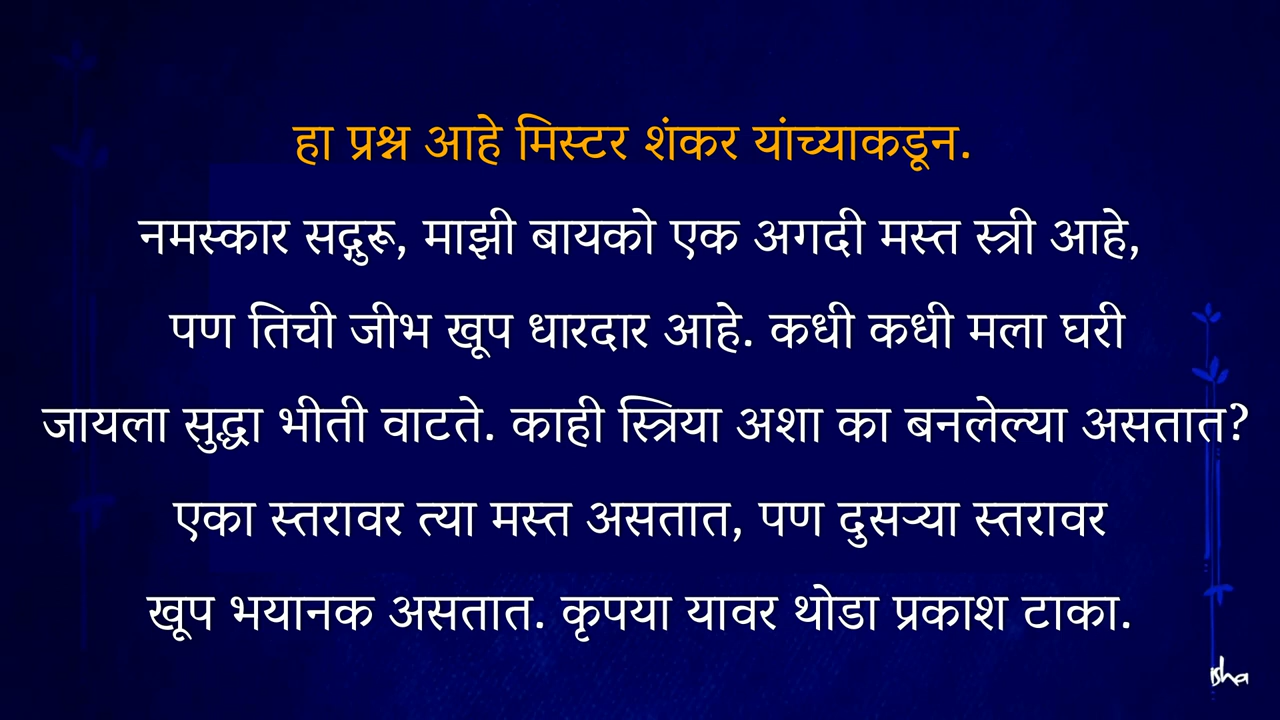 हा प्रश्न आहे मिस्टर शंकर यांच्याकडून.
नमस्कार सद्गुरू, माझी बायको एक अगदी मस्त स्त्री आहे,
पण तिची जीभ खूप धारदार आहे. कधी कधी मला घरी
जायला सुद्धा भीती वाटते. काही स्त्रिया अशा का बनलेल्या असतात?
एका स्तरावर त्या मस्त असतात, पण दुसऱ्या स्तरावर
खूप भयानक असतात. कृपया यावर थोडा प्रकाश टाका.
isha